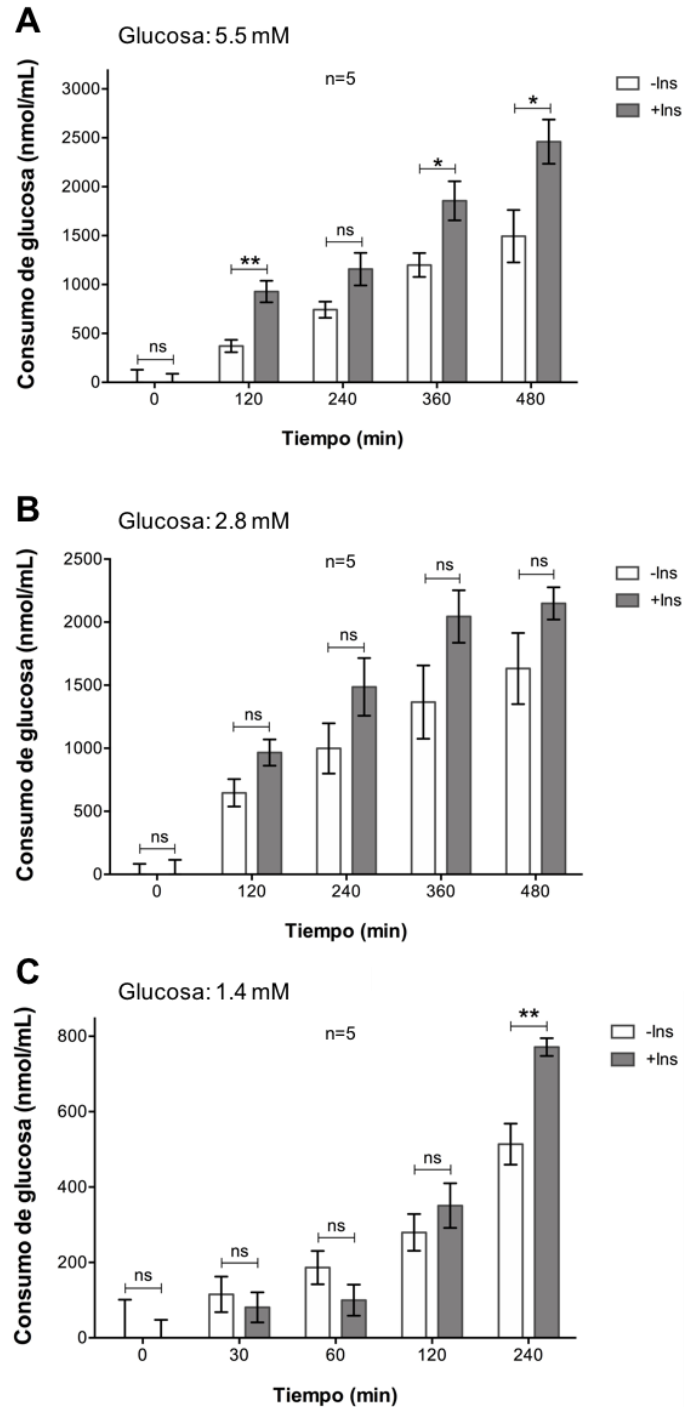 A
Glucosa: 5.5 mM
n=5
-Ins
+Ins
Consumo de glucosa (nmol/mL)
3000
2500
2000
1500
1000
500
0
ns
**
ns
*
*
0 120 240 360 480
Tiempo (min)
B
Glucosa: 2.8 mM
n=5
-Ins
+Ins
Consumo de glucosa (nmol/mL)
2500
2000
1500
1000
500
0
ns
ns
ns
ns
ns
0 120 240 360 480
Tiempo (min)
C
Glucosa: 1.4 mM
n=5
-Ins
+Ins
Consumo de glucosa (nmol/mL)
800
600
400
200
0
ns
ns
ns
ns
**
0 30 60 120 240
Tiempo (min)